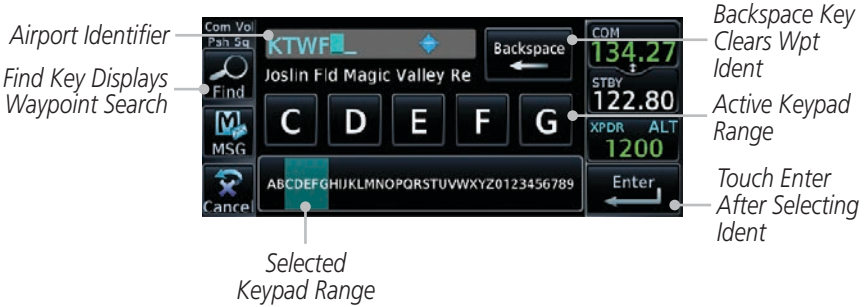 Airport Identifier
Find Key Displays
Waypoint Search
Com Vol
Psh Sq
Find
MSG
Cancel
KTWF _
Joslin Fld Magic Valley Re
Backspace
C D E F G
ABCDEFGHIJKLMNOPQRSTUVWXYZ0123456789
COM
134.27
STBY
122.80
XPDR ALT
1200
Enter
Backspace Key
Clears Wpt
Ident
Active Keypad
Range
Touch Enter
After Selecting
Ident
Selected
Keypad Range